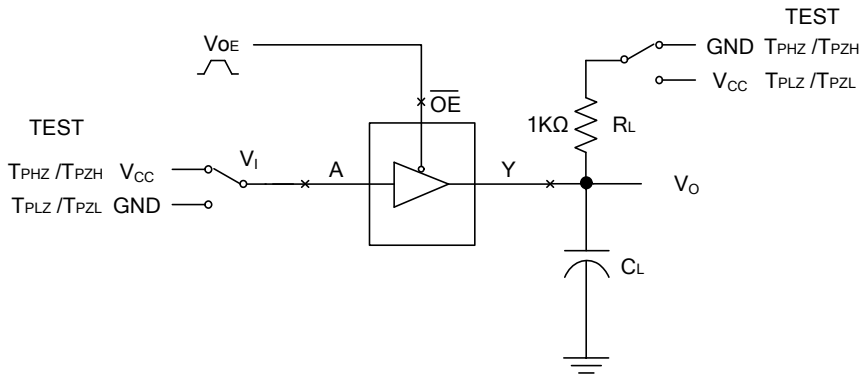 TEST
GND TPHZ /TPZH
VOE
VCC TPLZ /TPZL
OE
1KΩ RL
TEST
VI
A
Y
TPHZ /TPZH VCC
VO
TPLZ /TPZL GND
CL